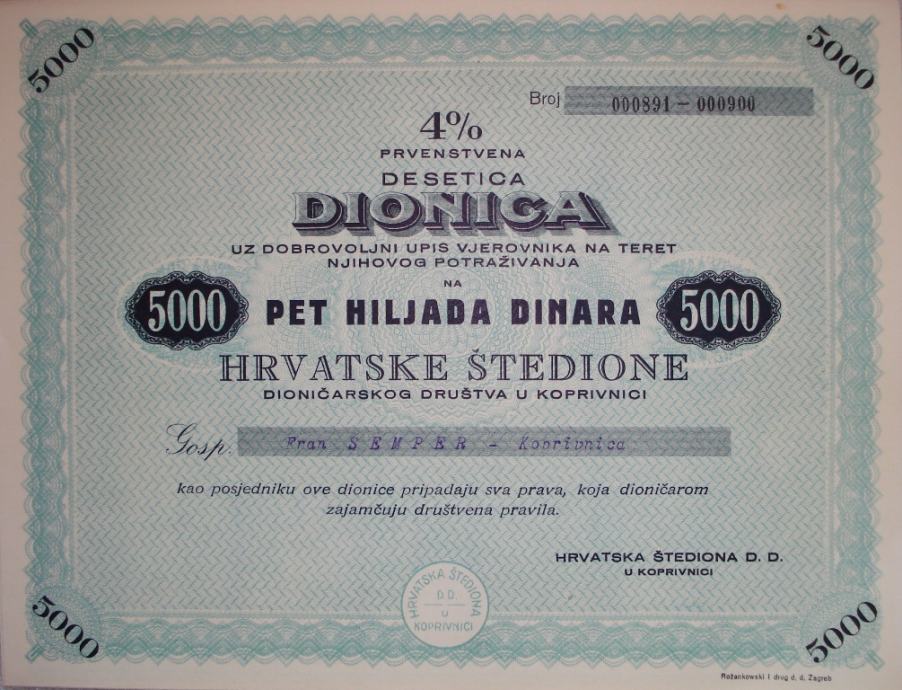 5000
5000
Broj 000891 — 000900
4%
PRVENSTVENA
DESETICA
DIONICA
UZ DOBROVOLJNI UPIS VJEROVNIKA NA TERET
NJIHOVOG POTRAŽIVANJA
NA
5000 PET HILJADA DINARA 5000
HRVATSKE ŠTEDIONE
DIONIČARSKOG DRUŠTVA U KOPRIVNICI
Gosp. Fran SEMPER - Koprivnica
kao posjedniku ove dionice pripadaju sva prava, koja dioničarom
zajamčuju društvena pravila.
HRVATSKA ŠTEDIONA D. D.
U KOPRIVNICI
HRVATSKA ŠTEDIONA
D.D.
U
KOPRIVNICI
5000
5000
Rožankowski i drug d. d. Zagreb